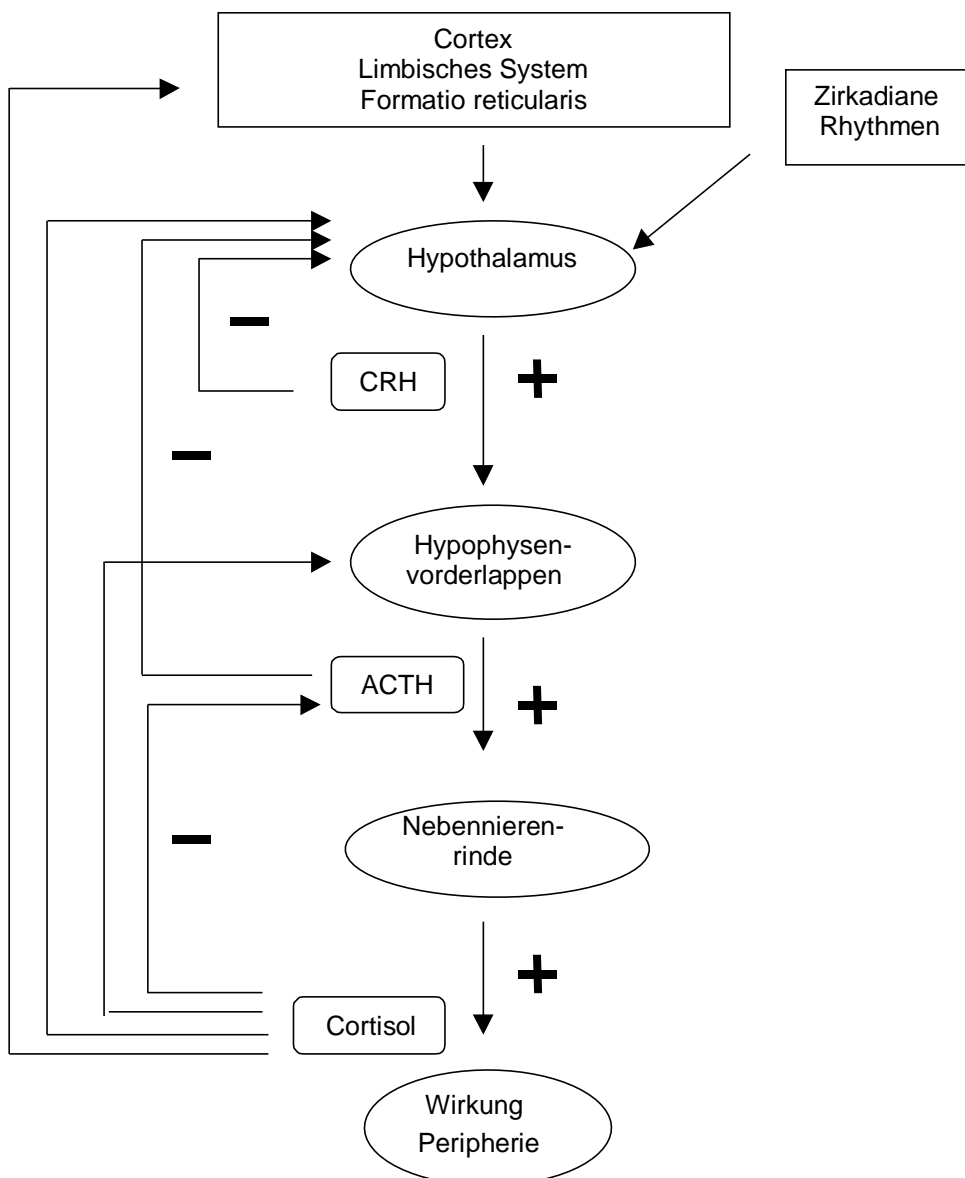 Cortex
Limbisches System
Formatio reticularis
Zirkadiane
Rhythmen
Hypothalamus
CRH
Hypophysen-
vorderlappen
ACTH
Nebennieren-
rinde
Cortisol
Wirkung
Peripherie